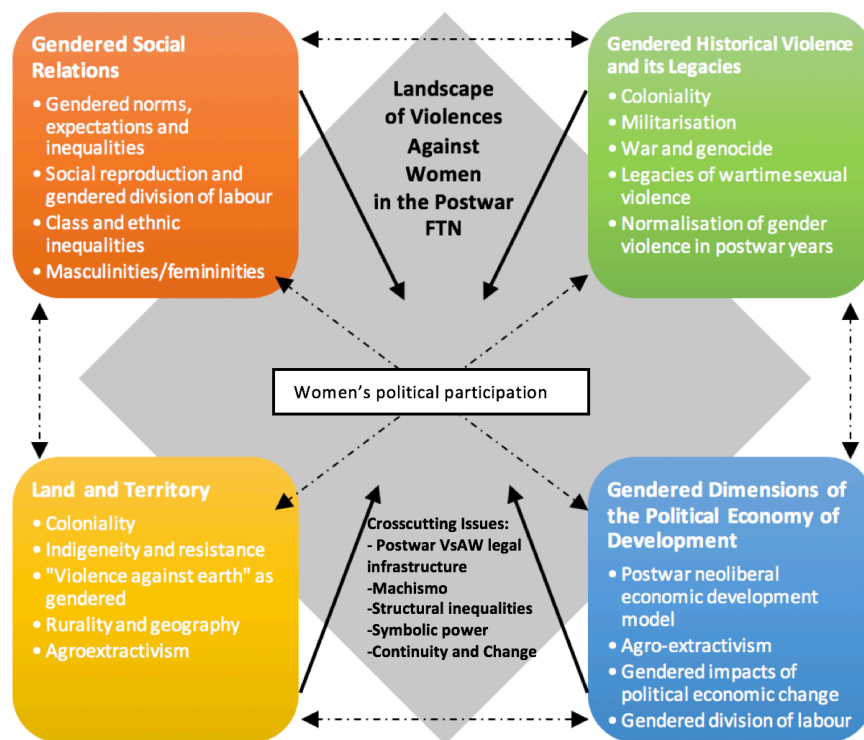 Gendered Social
Relations
• Gendered norms,
expectations and
inequalities
• Social reproduction and
gendered division of labour
• Class and ethnic
inequalities
• Masculinities/femininities
Landscape
of Violences
Against
Women
in the Postwar
FTN
Gendered Historical Violence
and its Legacies
• Coloniality
• Militarisation
• War and genocide
• Legacies of wartime sexual
violence
• Normalisation of gender
violence in postwar years
Women's political participation
Land and Territory
• Coloniality
• Indigeneity and resistance
• "Violence against earth" as
gendered
• Rurality and geography
• Agroextractivism
Crosscutting Issues:
- Postwar VsAW legal
infrastructure
-Machismo
-Structural inequalities
-Symbolic power
-Continuity and Change
Gendered Dimensions of
the Political Economy of
Development
• Postwar neoliberal
economic development
model
• Agro-extractivism
• Gendered impacts of
political economic change
• Gendered division of labour